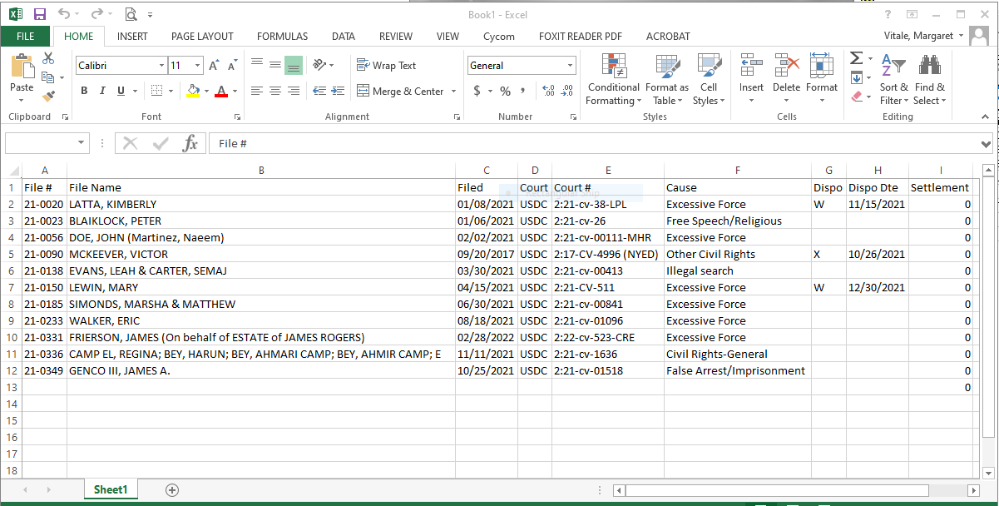 Book1 - Excel
FILE HOME INSERT PAGE LAYOUT FORMULAS DATA REVIEW VIEW Cycom FOXIT READER PDF ACROBAT Vitale, Margaret
Paste Calibri 11 Wrap Text General Conditional Formatting Format as Table Cell Styles Insert Delete Format Sort & Filter Find & Select
B I U Merge & Center $ % ,
Clipboard Font Alignment Number Styles Cells Editing
fx File #
A B C D E F G H I
1 File # File Name Filed Court Court # Cause Dispo Dispo Dte Settlement
2 21-0020 LATTA, KIMBERLY 01/08/2021 USDC 2:21-cv-38-LPL Excessive Force W 11/15/2021 0
3 21-0023 BLAIKLOCK, PETER 01/06/2021 USDC 2:21-cv-26 Free Speech/Religious 0
4 21-0056 DOE, JOHN (Martinez, Naeem) 02/02/2021 USDC 2:21-cv-00111-MHR Excessive Force 0
5 21-0090 MCKEEVER, VICTOR 09/20/2017 USDC 2:17-CV-4996 (NYED) Other Civil Rights X 10/26/2021 0
6 21-0138 EVANS, LEAH & CARTER, SEMAJ 03/30/2021 USDC 2:21-cv-00413 Illegal search 0
7 21-0150 LEWIN, MARY 04/15/2021 USDC 2:21-CV-511 Excessive Force W 12/30/2021 0
8 21-0185 SIMONDS, MARSHA & MATTHEW 06/30/2021 USDC 2:21-cv-00841 Excessive Force 0
9 21-0233 WALKER, ERIC 08/18/2021 USDC 2:21-cv-01096 Excessive Force 0
10 21-0331 FRIERSON, JAMES (On behalf of ESTATE of JAMES ROGERS) 02/28/2022 USDC 2:22-cv-523-CRE Excessive Force 0
11 21-0336 CAMP EL, REGINA; BEY, HARUN; BEY, AHMARI CAMP; BEY, AHMIR CAMP; E 11/11/2021 USDC 2:21-cv-1636 Civil Rights-General 0
12 21-0349 GENCO III, JAMES A. 10/25/2021 USDC 2:21-cv-01518 False Arrest/Imprisonment 0
13 0
14
15
16
17
18
Sheet1